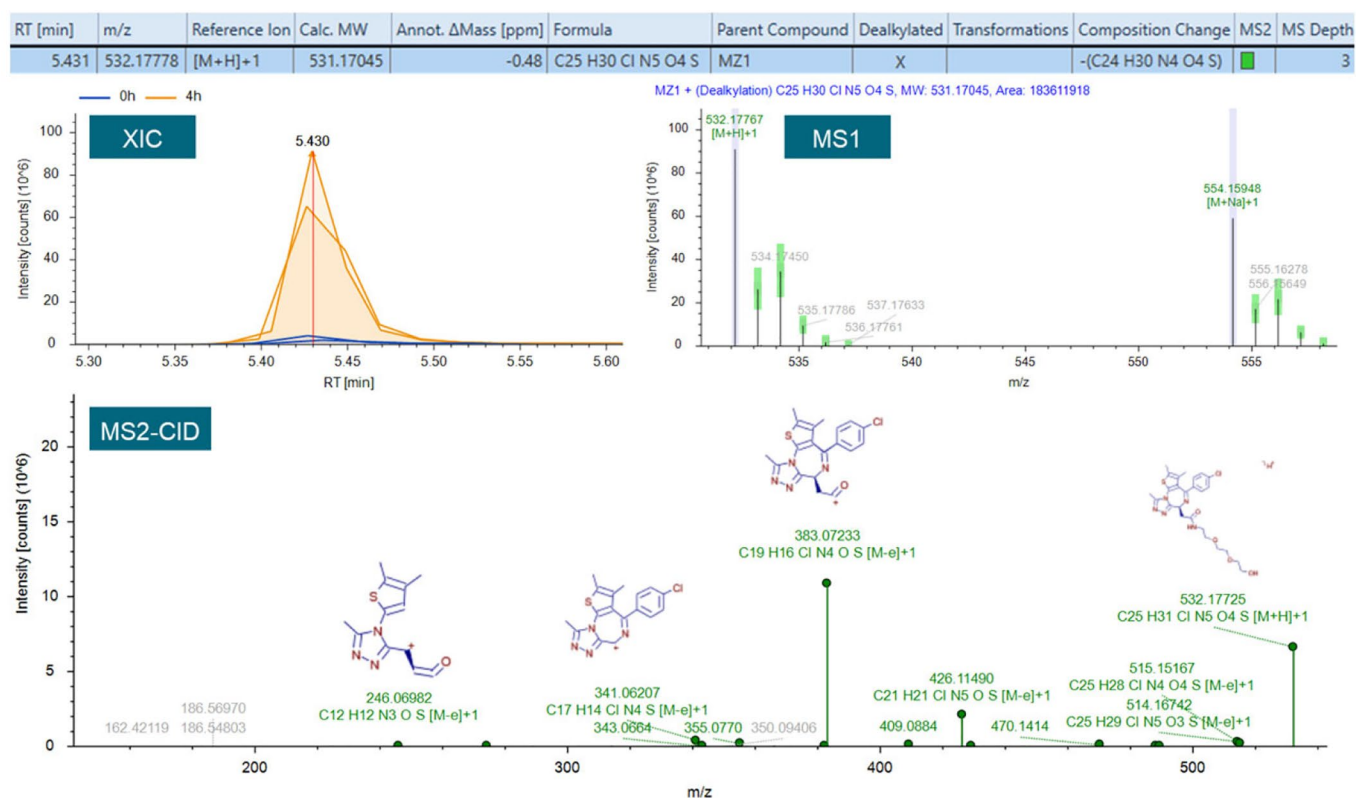 RT [min] m/z Reference Ion Calc. MW Annot. ΔMass [ppm] Formula Parent Compound Dealkylated Transformations Composition Change MS2 MS Depth
5.431 532.17778 [M+H]+1 531.17045 -0.48 C25 H30 Cl N5 O4 S MZ1 X -(C24 H30 N4 O4 S) 3
0h 4h
XIC
5.430
Intensity [counts] (10^6)
100
80
60
40
20
0
5.30 5.35 5.40 5.45 5.50 5.55 5.60
RT [min]
MZ1 + (Dealkylation) C25 H30 Cl N5 O4 S, MW: 531.17045, Area: 183611918
MS1
532.17767
[M+H]+1
554.15948
[M+Na]+1
534.17450
535.17786
537.17633
536.17761
555.16278
556.15649
Intensity [counts] (10^6)
100
80
60
40
20
0
535 540 545 550 555
m/z
MS2-CID
Intensity [counts] (10^6)
20
15
10
5
0
162.42119
186.56970
186.54803
246.06982
C12 H12 N3 O S [M-e]+1
341.06207
C17 H14 Cl N4 S [M-e]+1
343.0664
355.0770
350.09406
383.07233
C19 H16 Cl N4 O S [M-e]+1
409.0884
426.11490
C21 H21 Cl N5 O S [M-e]+1
470.1414
515.15167
C25 H28 Cl N4 O4 S [M-e]+1
514.16742
C25 H29 Cl N5 O3 S [M-e]+1
532.17725
C25 H31 Cl N5 O4 S [M+H]+1
200 300 400 500
m/z